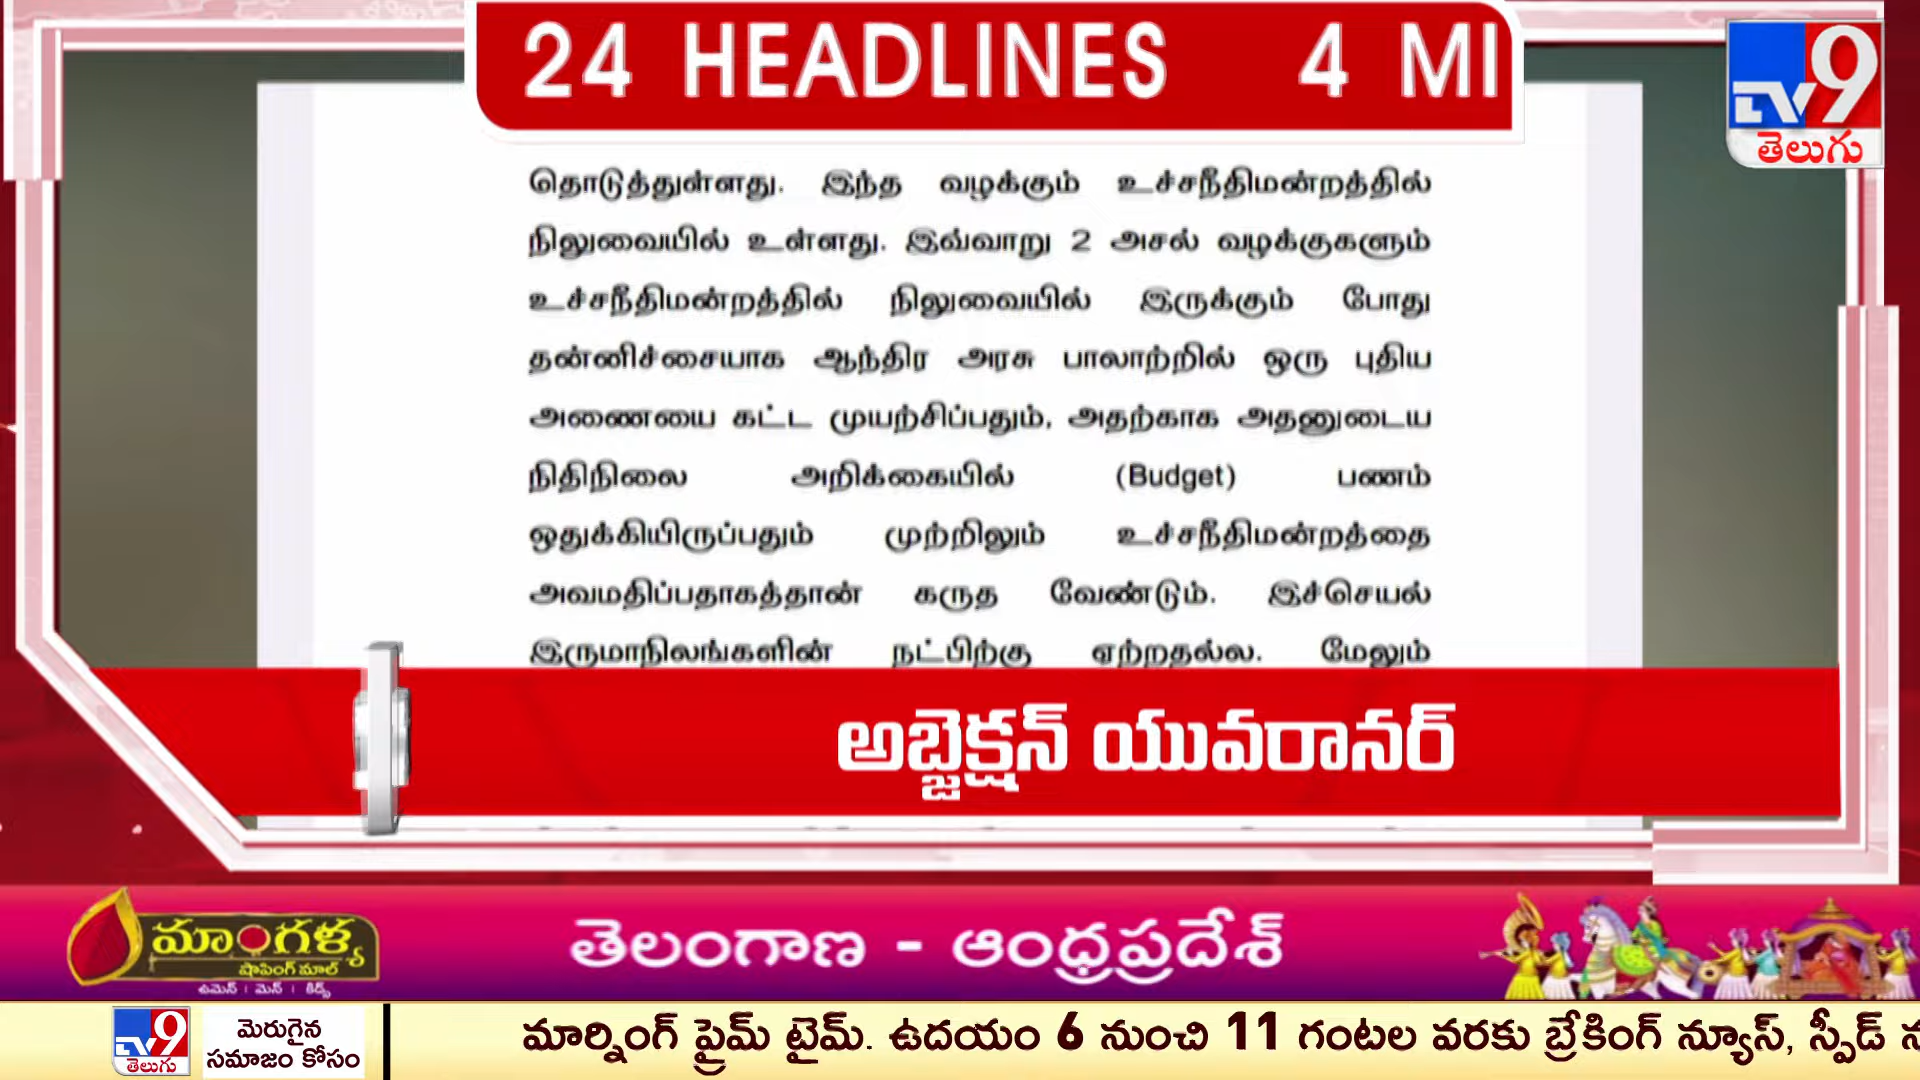 24 HEADLINES 4 MI
TV9
తెలుగు
தொடுத்துள்ளது. இந்த வழக்கும் உச்சநீதிமன்றத்தில்
நிலுவையில் உள்ளது. இவ்வாறு 2 அசல் வழக்குகளும்
உச்சநீதிமன்றத்தில் நிலுவையில் இருக்கும் போது
தன்னிச்சையாக ஆந்திர அரசு பாலாற்றில் ஒரு புதிய
அணையை கட்ட முயற்சிப்பதும், அதற்காக அதனுடைய
நிதிநிலை அறிக்கையில் (Budget) பணம்
ஒதுக்கியிருப்பதும் முற்றிலும் உச்சநீதிமன்றத்தை
அவமதிப்பதாகத்தான் கருத வேண்டும். இச்செயல்
இருமாநிலங்களின் நட்பிற்கு ஏற்றதல்ல. மேலும்
అబ్జెక్షన్ యువరానర్
మాంగళ్య
షాపింగ్ మాల్
ఉమెన్ | మెన్ | కిడ్స్
తెలంగాణ - ఆంధ్రప్రదేశ్
TV9
తెలుగు
మెరుగైన
సమాజం కోసం
మార్నింగ్ ప్రైమ్ టైమ్. ఉదయం 6 నుంచి 11 గంటల వరకు బ్రేకింగ్ న్యూస్, స్పీడ్